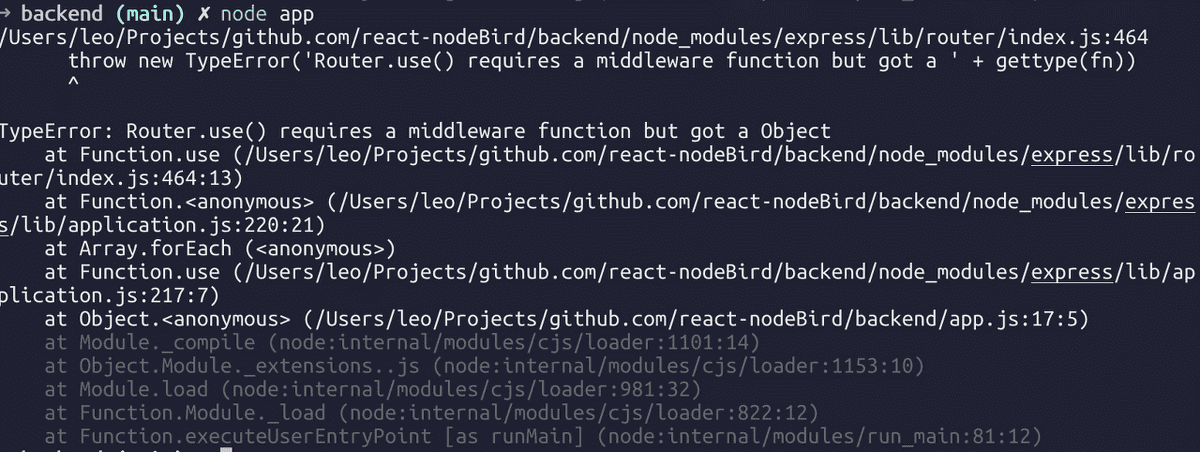 → backend (main) ✗ node app
/Users/leo/Projects/github.com/react-nodeBird/backend/node_modules/express/lib/router/index.js:464
      throw new TypeError('Router.use() requires a middleware function but got a ' + gettype(fn))
      ^
TypeError: Router.use() requires a middleware function but got a Object
    at Function.use (/Users/leo/Projects/github.com/react-nodeBird/backend/node_modules/express/lib/ro
uter/index.js:464:13)
    at Function.<anonymous> (/Users/leo/Projects/github.com/react-nodeBird/backend/node_modules/expres
s/lib/application.js:220:21)
    at Array.forEach (<anonymous>)
    at Function.use (/Users/leo/Projects/github.com/react-nodeBird/backend/node_modules/express/lib/ap
plication.js:217:7)
    at Object.<anonymous> (/Users/leo/Projects/github.com/react-nodeBird/backend/app.js:17:5)
    at Module._compile (node:internal/modules/cjs/loader:1101:14)
    at Object.Module._extensions..js (node:internal/modules/cjs/loader:1153:10)
    at Module.load (node:internal/modules/cjs/loader:981:32)
    at Function.Module._load (node:internal/modules/cjs/loader:822:12)
    at Function.executeUserEntryPoint [as runMain] (node:internal/modules/run_main:81:12)